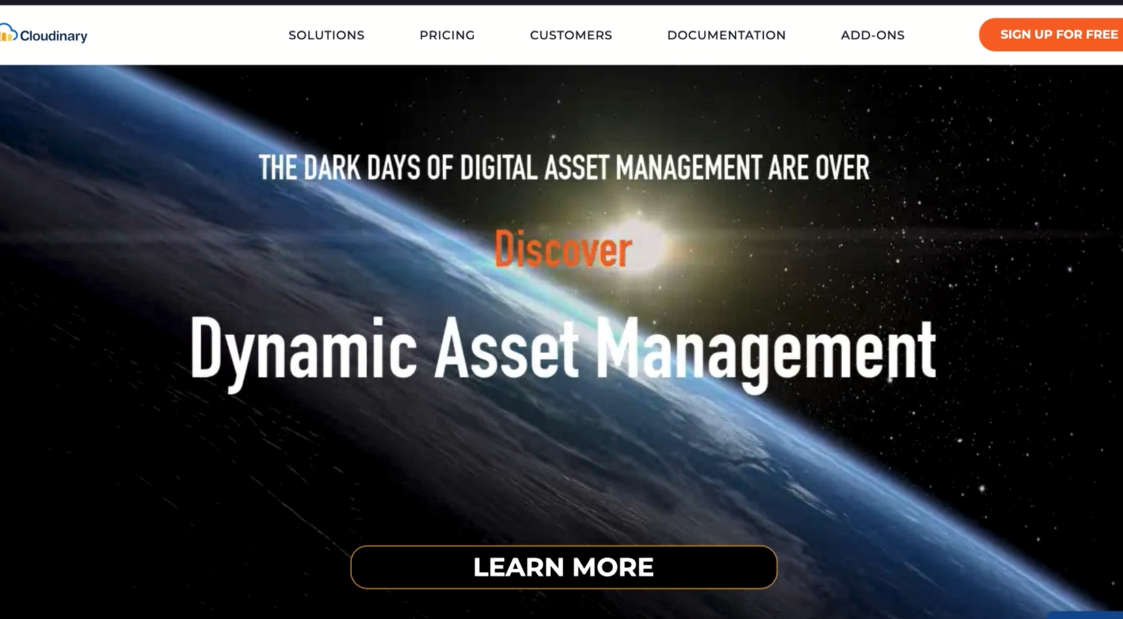 Cloudinary
SOLUTIONS
PRICING
CUSTOMERS
DOCUMENTATION
ADD-ONS
SIGN UP FOR FREE
THE DARK DAYS OF DIGITAL ASSET MANAGEMENT ARE OVER
Discover
Dynamic Asset Management
LEARN MORE